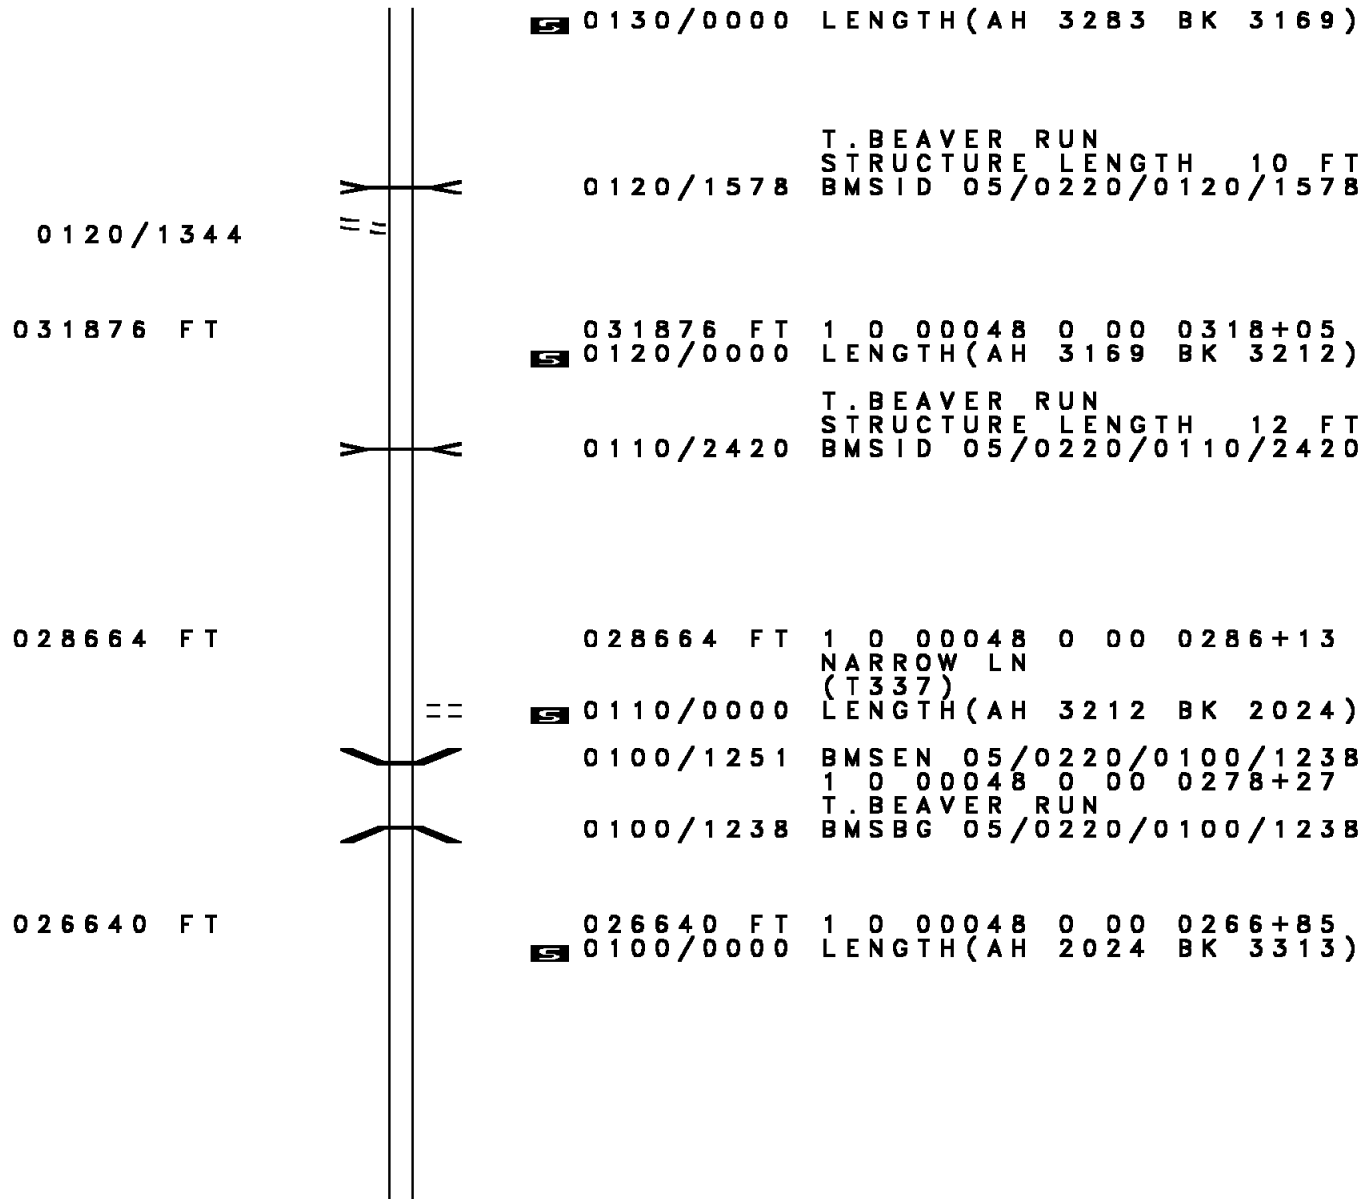 S 0130/0000 LENGTH(AH 3283 BK 3169)
T.BEAVER RUN
STRUCTURE LENGTH 10 FT
0120/1578 BMSID 05/0220/0120/1578
0120/1344
031876 FT 031876 FT 1 0 00048 0 00 0318+05
S 0120/0000 LENGTH(AH 3169 BK 3212)
T.BEAVER RUN
STRUCTURE LENGTH 12 FT
0110/2420 BMSID 05/0220/0110/2420
028664 FT 028664 FT 1 0 00048 0 00 0286+13
NARROW LN
(T337)
S 0110/0000 LENGTH(AH 3212 BK 2024)
0100/1251 BMSEN 05/0220/0100/1238
1 0 00048 0 00 0278+27
T.BEAVER RUN
0100/1238 BMSBG 05/0220/0100/1238
026640 FT 026640 FT 1 0 00048 0 00 0266+85
S 0100/0000 LENGTH(AH 2024 BK 3313)